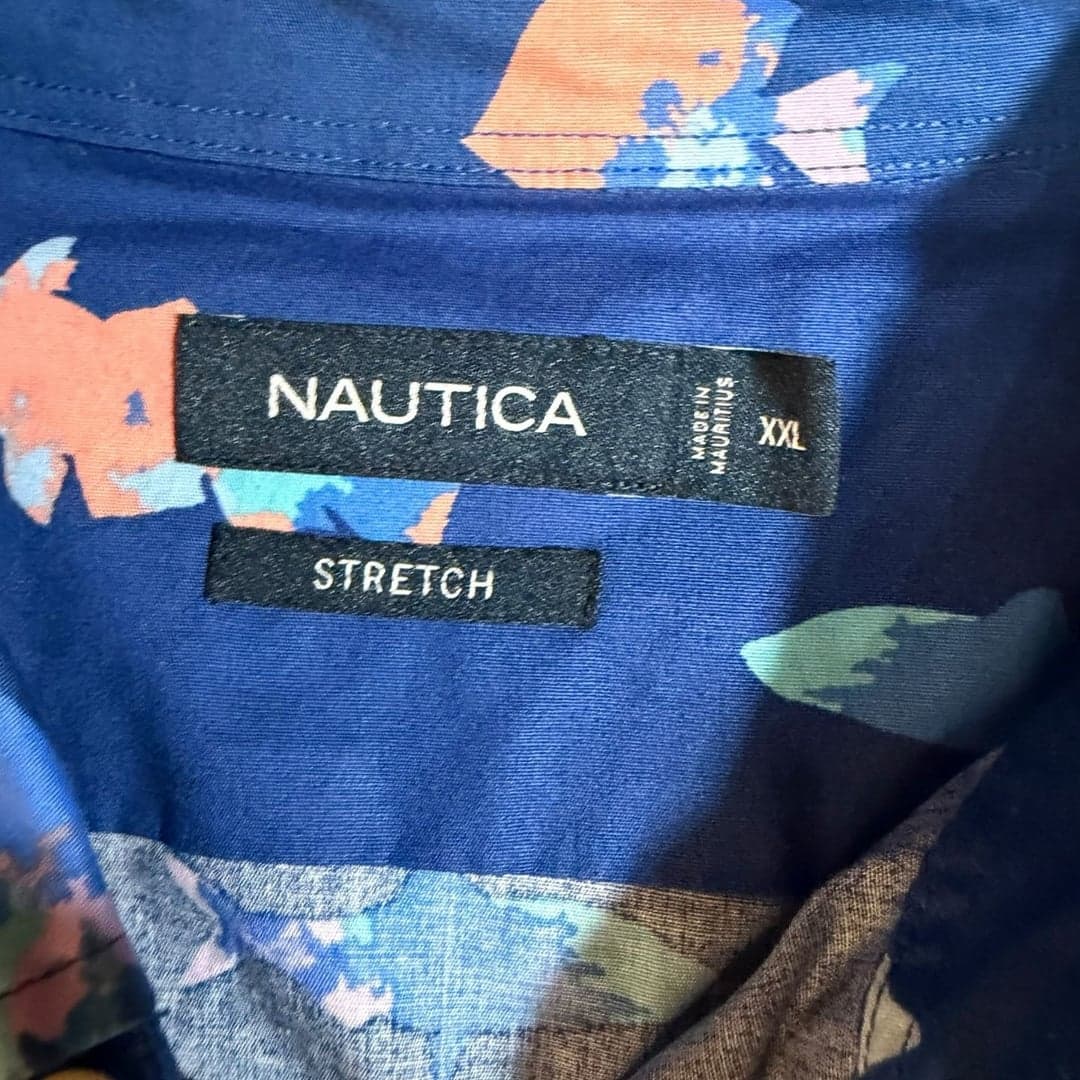 NAUTICA
MADE IN
MAURITIUS
XXL
STRETCH